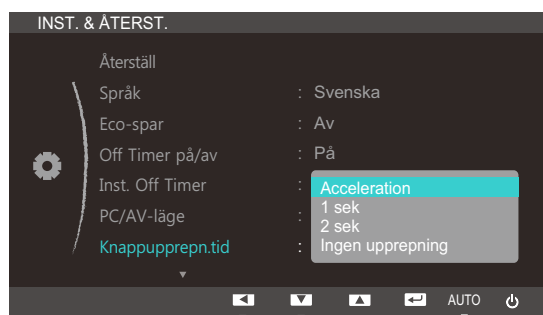 INST. & ÅTERST.
Återställ
Språk : Svenska
Eco-spar : Av
Off Timer på/av : På
Inst. Off Timer :
PC/AV-läge :
Knappupprepn.tid :
Acceleration
1 sek
2 sek
Ingen upprepning
AUTO